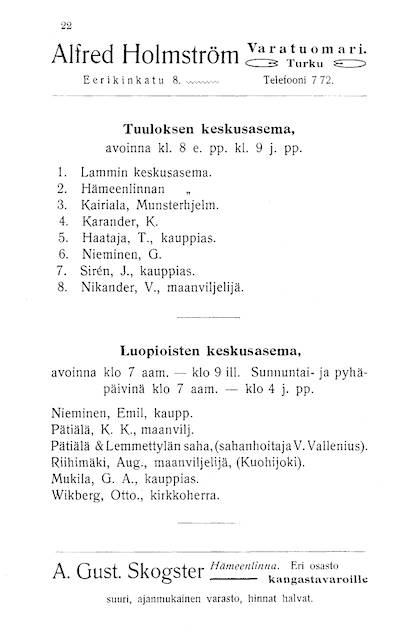 22
Alfred Holmström Varatuomari.
Turku
Eerikinkatu 8. Telefooni 7 72.
Tuuloksen keskusasema,
avoinna kl. 8 e. pp. kl. 9 j. pp.
1. Lammin keskusasema.
2. Hämeenlinnan „
3. Kairiala, Munsterhjelm.
4. Karander, K.
5. Haataja, T., kauppias.
6. Nieminen, G.
7. Sirén, J., kauppias.
8. Nikander, V., maanviljelijä.
Luopioisten keskusasema,
avoinna klo 7 aam. — klo 9 ill. Sunnuntai- ja pyhä-
päivinä klo 7 aam. — klo 4 j. pp.
Nieminen, Emil, kaupp.
Pätiälä, K. K., maanvilj.
Pätiälä & Lemmettylän saha, (sahanhoitaja V. Vallenius).
Riihimäki, Aug., maanviljelijä, (Kuohijoki).
Mukila, G. A., kauppias.
Wikberg, Otto., kirkkoherra.
A. Gust. Skogster Hämeenlinna. Eri osasto
kangastavaroille
suuri, ajanmukainen varasto, hinnat halvat.